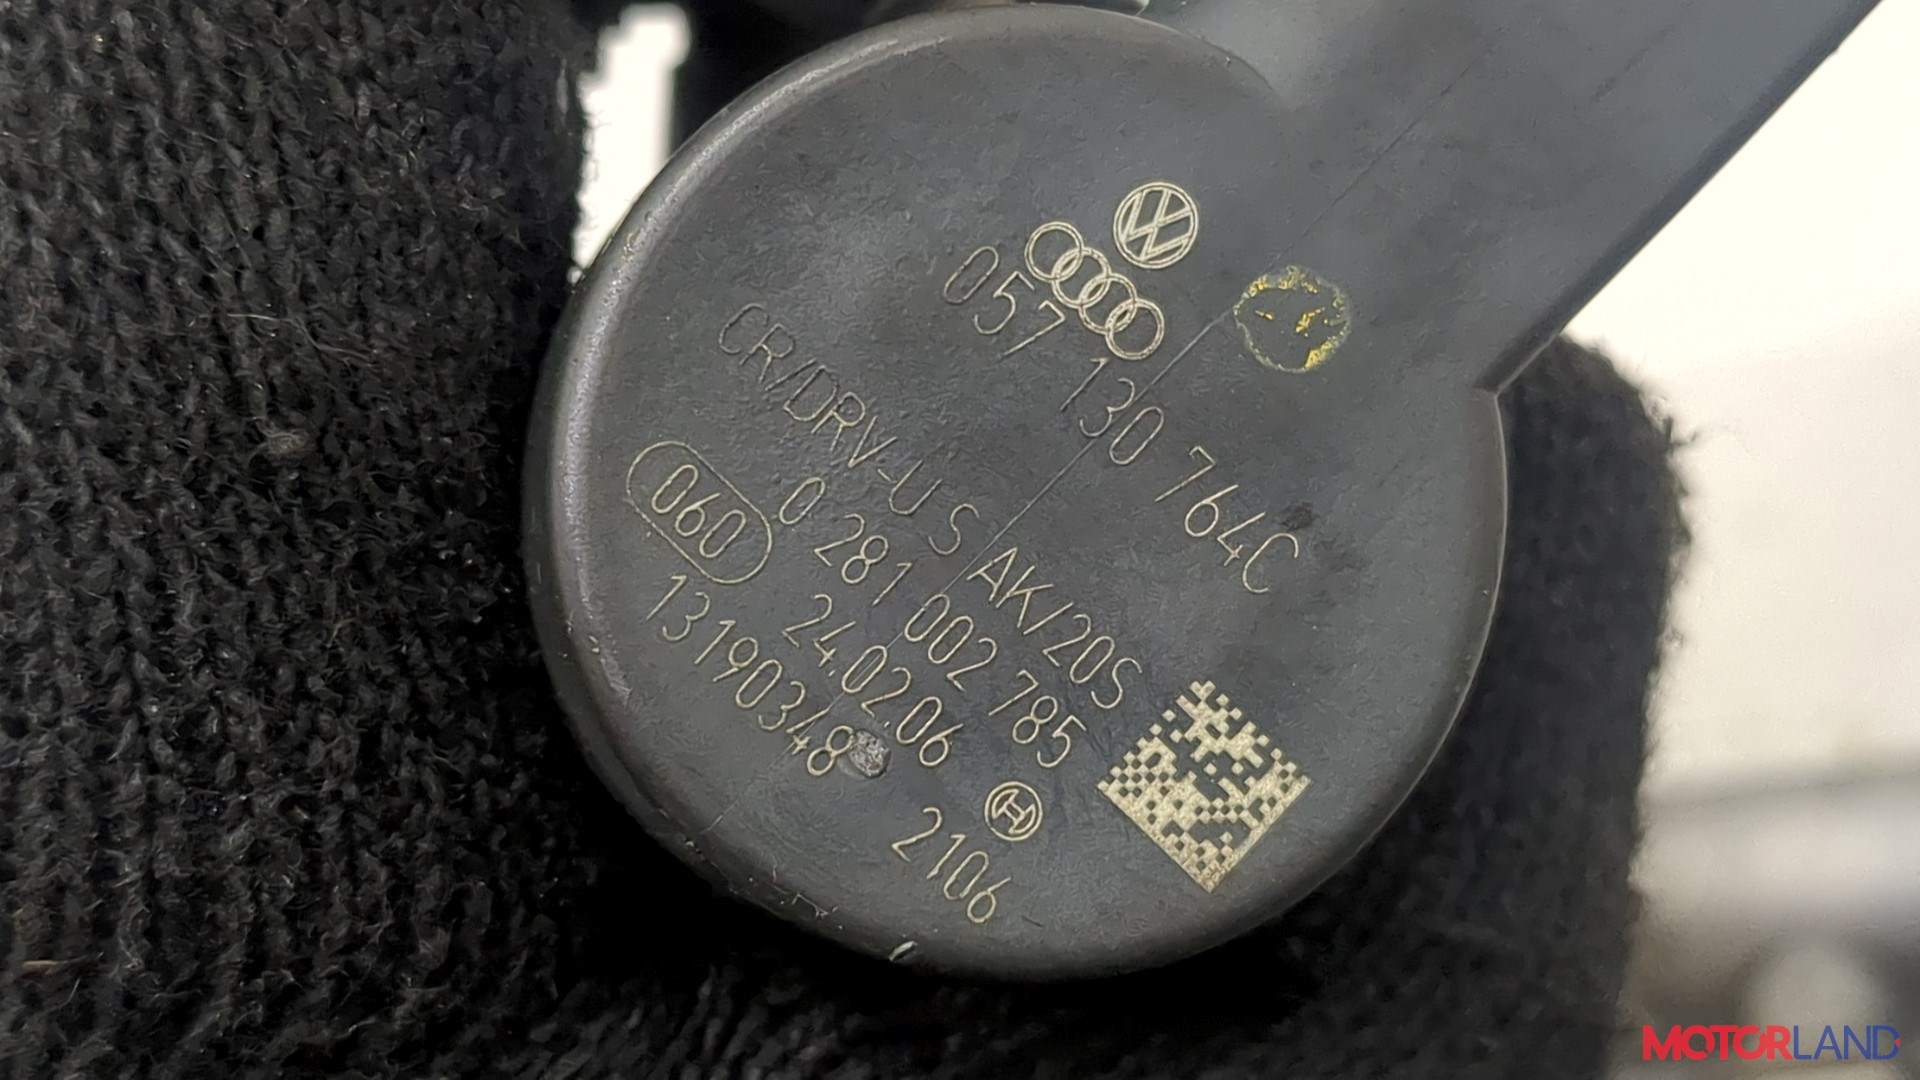 057 130 764C
CR/DRV-U S AK/20S
060 0 281 002 785
24.02.06
13190348
2106
MOTORLAND